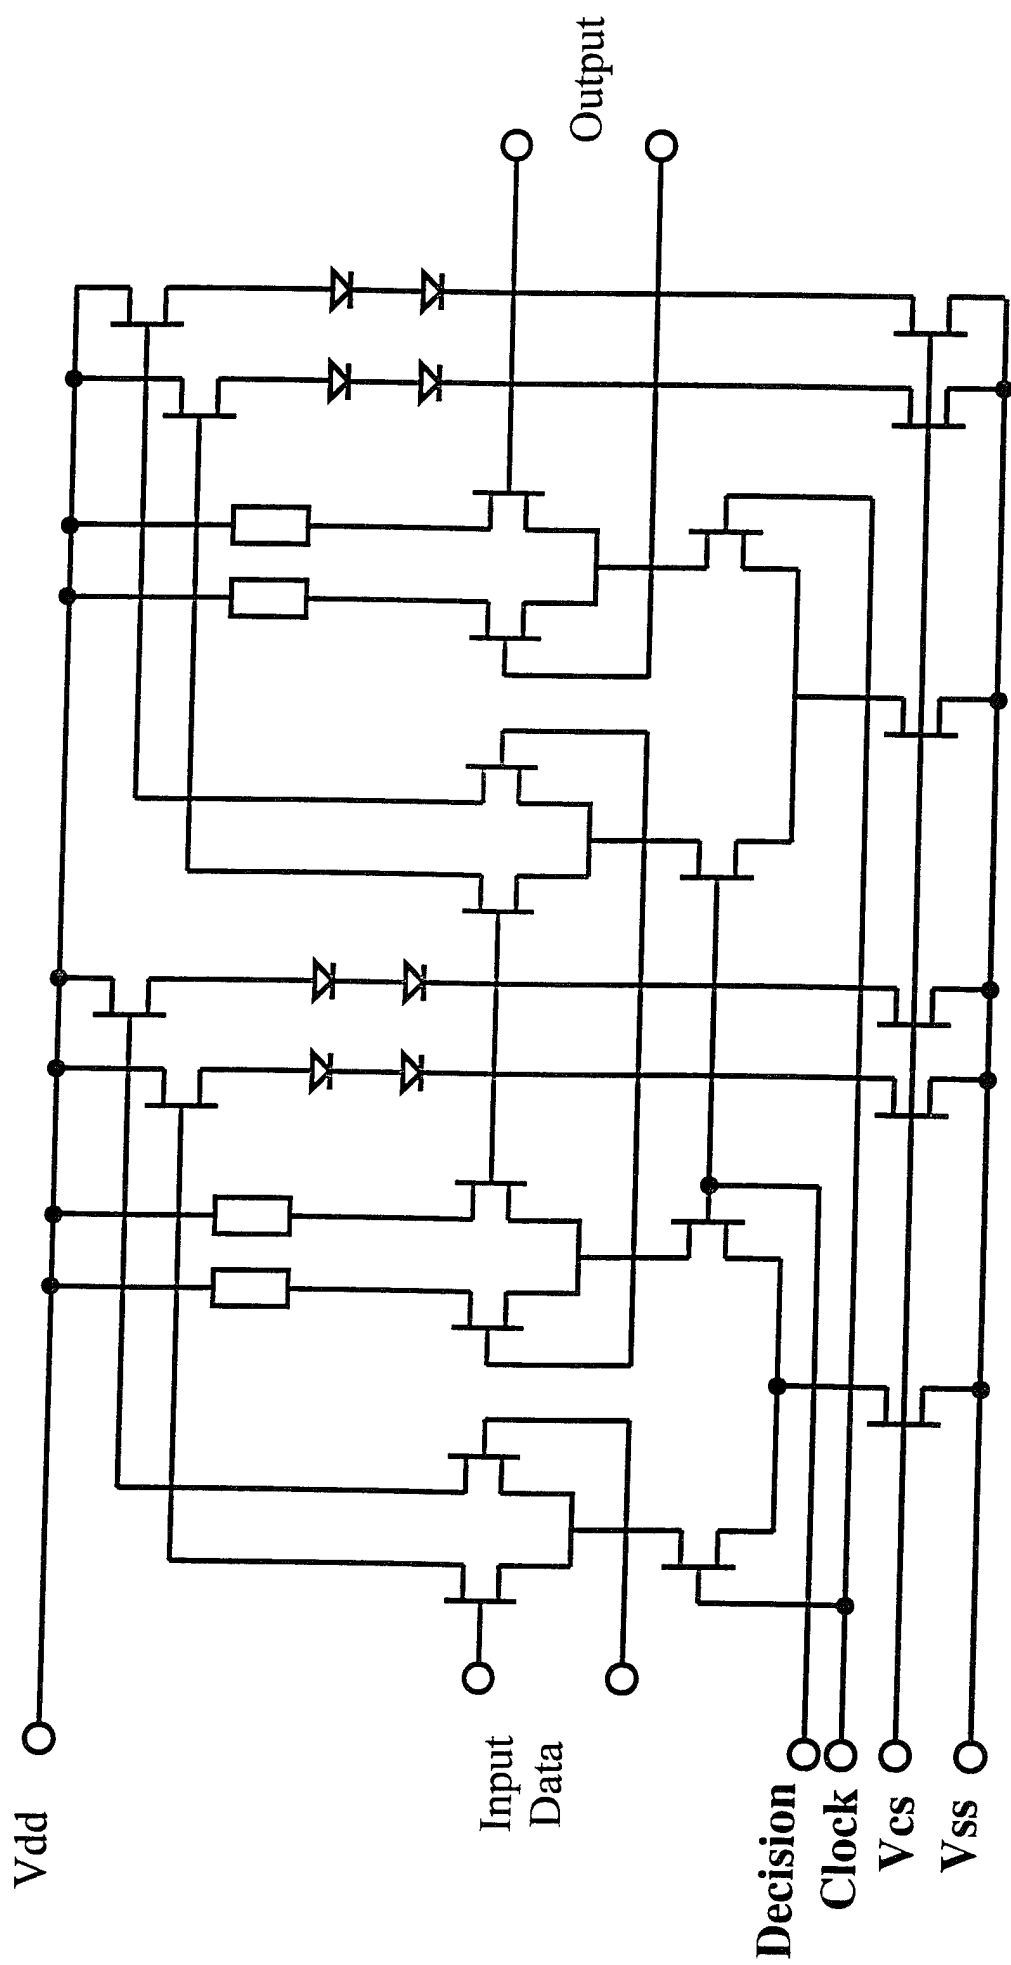 Vdd
Input
Data
Decision
Clock
Vcs
Vss
Output